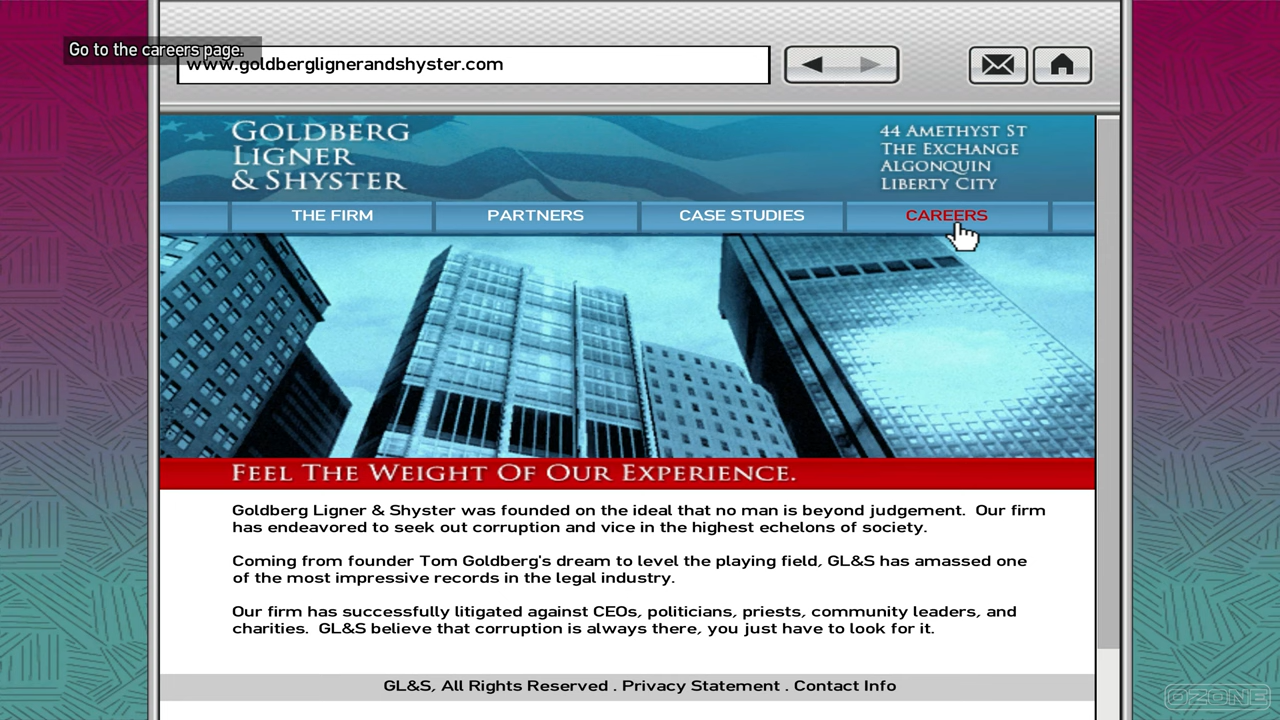 Go to the careers page.
www.goldberglignerandshyster.com
GOLDBERG
LIGNER
& SHYSTER
44 AMETHYST ST
THE EXCHANGE
ALGONQUIN
LIBERTY CITY
THE FIRM PARTNERS CASE STUDIES CAREERS
FEEL THE WEIGHT OF OUR EXPERIENCE.
Goldberg Ligner & Shyster was founded on the ideal that no man is beyond judgement. Our firm
has endeavored to seek out corruption and vice in the highest echelons of society.
Coming from founder Tom Goldberg's dream to level the playing field, GL&S has amassed one
of the most impressive records in the legal industry.
Our firm has successfully litigated against CEOs, politicians, priests, community leaders, and
charities. GL&S believe that corruption is always there, you just have to look for it.
GL&S, All Rights Reserved . Privacy Statement . Contact Info
OZONE